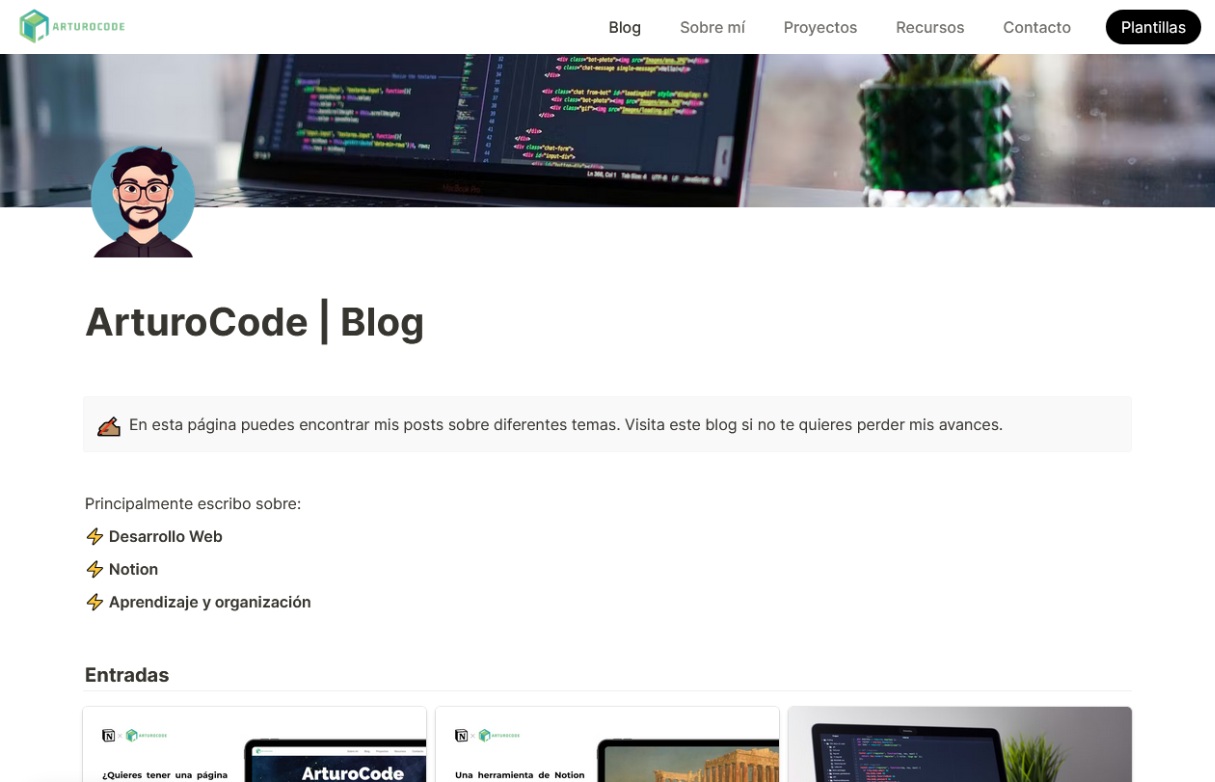 ARTUROCODE
Blog
Sobre mí
Proyectos
Recursos
Contacto
Plantillas
MacBook Pro
ArturoCode | Blog
En esta página puedes encontrar mis posts sobre diferentes temas. Visita este blog si no te quieres perder mis avances.
Principalmente escribo sobre:
Desarrollo Web
Notion
Aprendizaje y organización
Entradas
ARTUROCODE
¿Quieres tener una página
ArturoCode
ARTUROCODE
Una herramienta de Notion